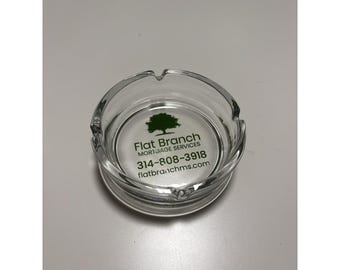 Flat Branch
MORTGAGE SERVICES
314-808-3918
flatbranchms.com